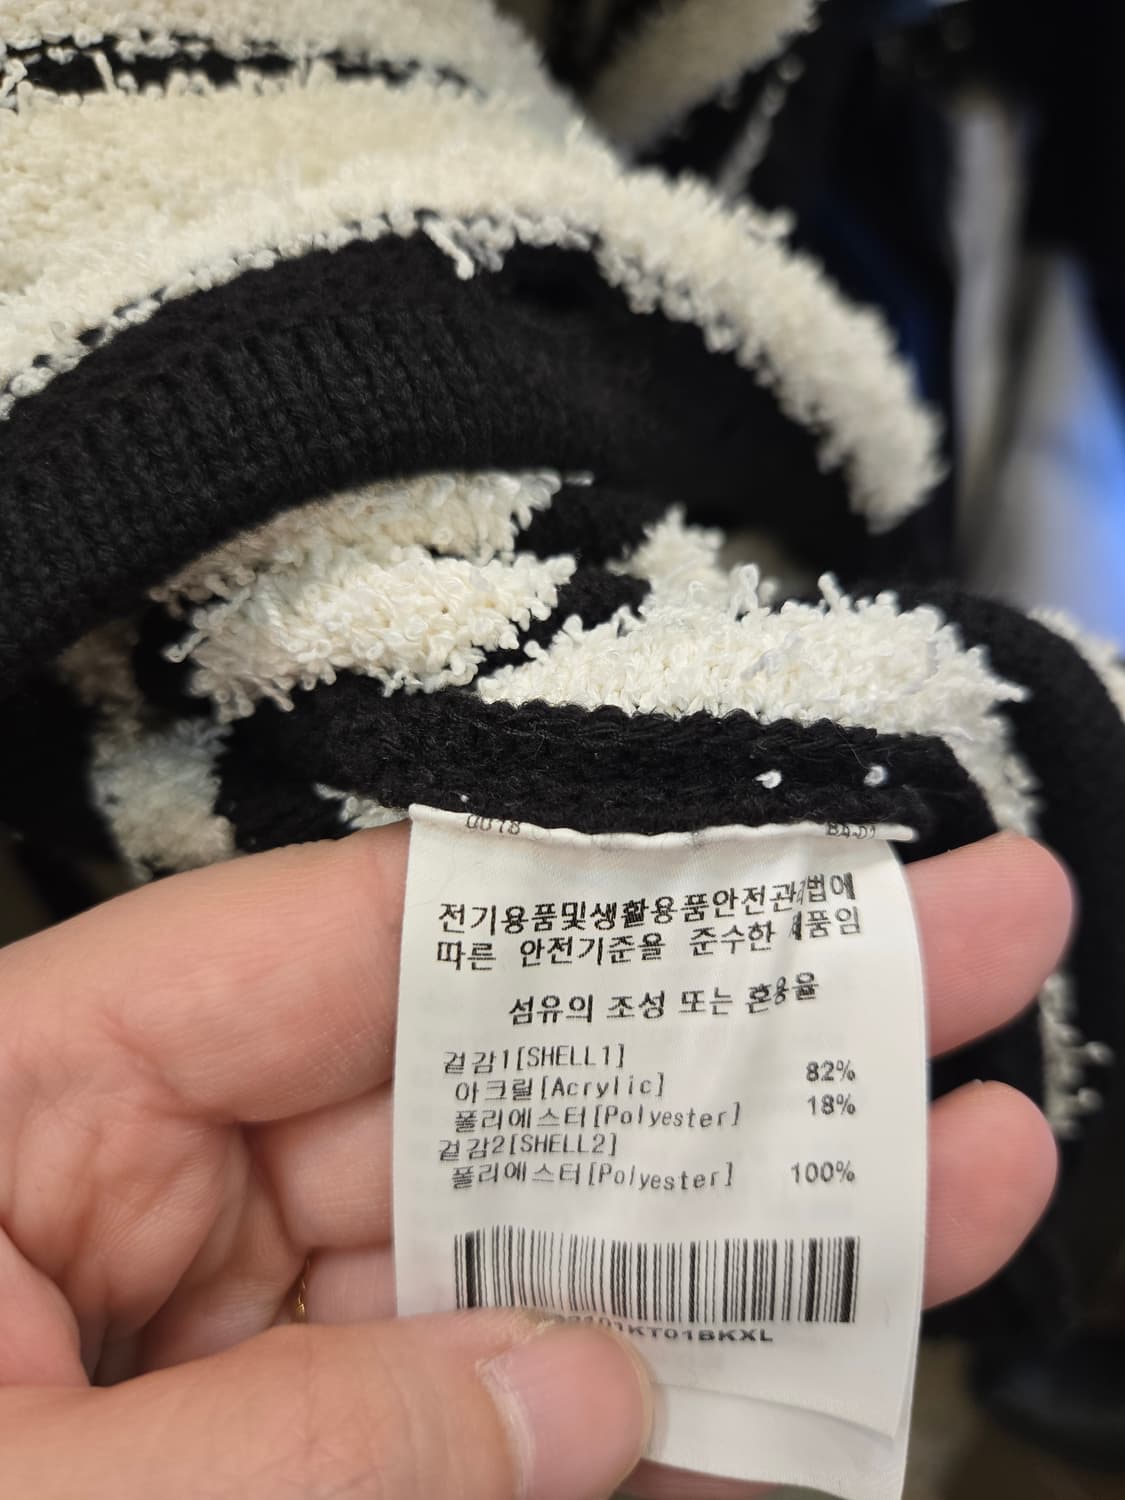 0078
전기용품및생활용품안전관리법에
따른 안전기준을 준수한 제품임
섬유의 조성 또는 혼용율
겉감1[SHELL1]
아크릴[Acrylic] 82%
폴리에스터[Polyester] 18%
겉감2[SHELL2]
폴리에스터[Polyester] 100%
1KT01BKXL